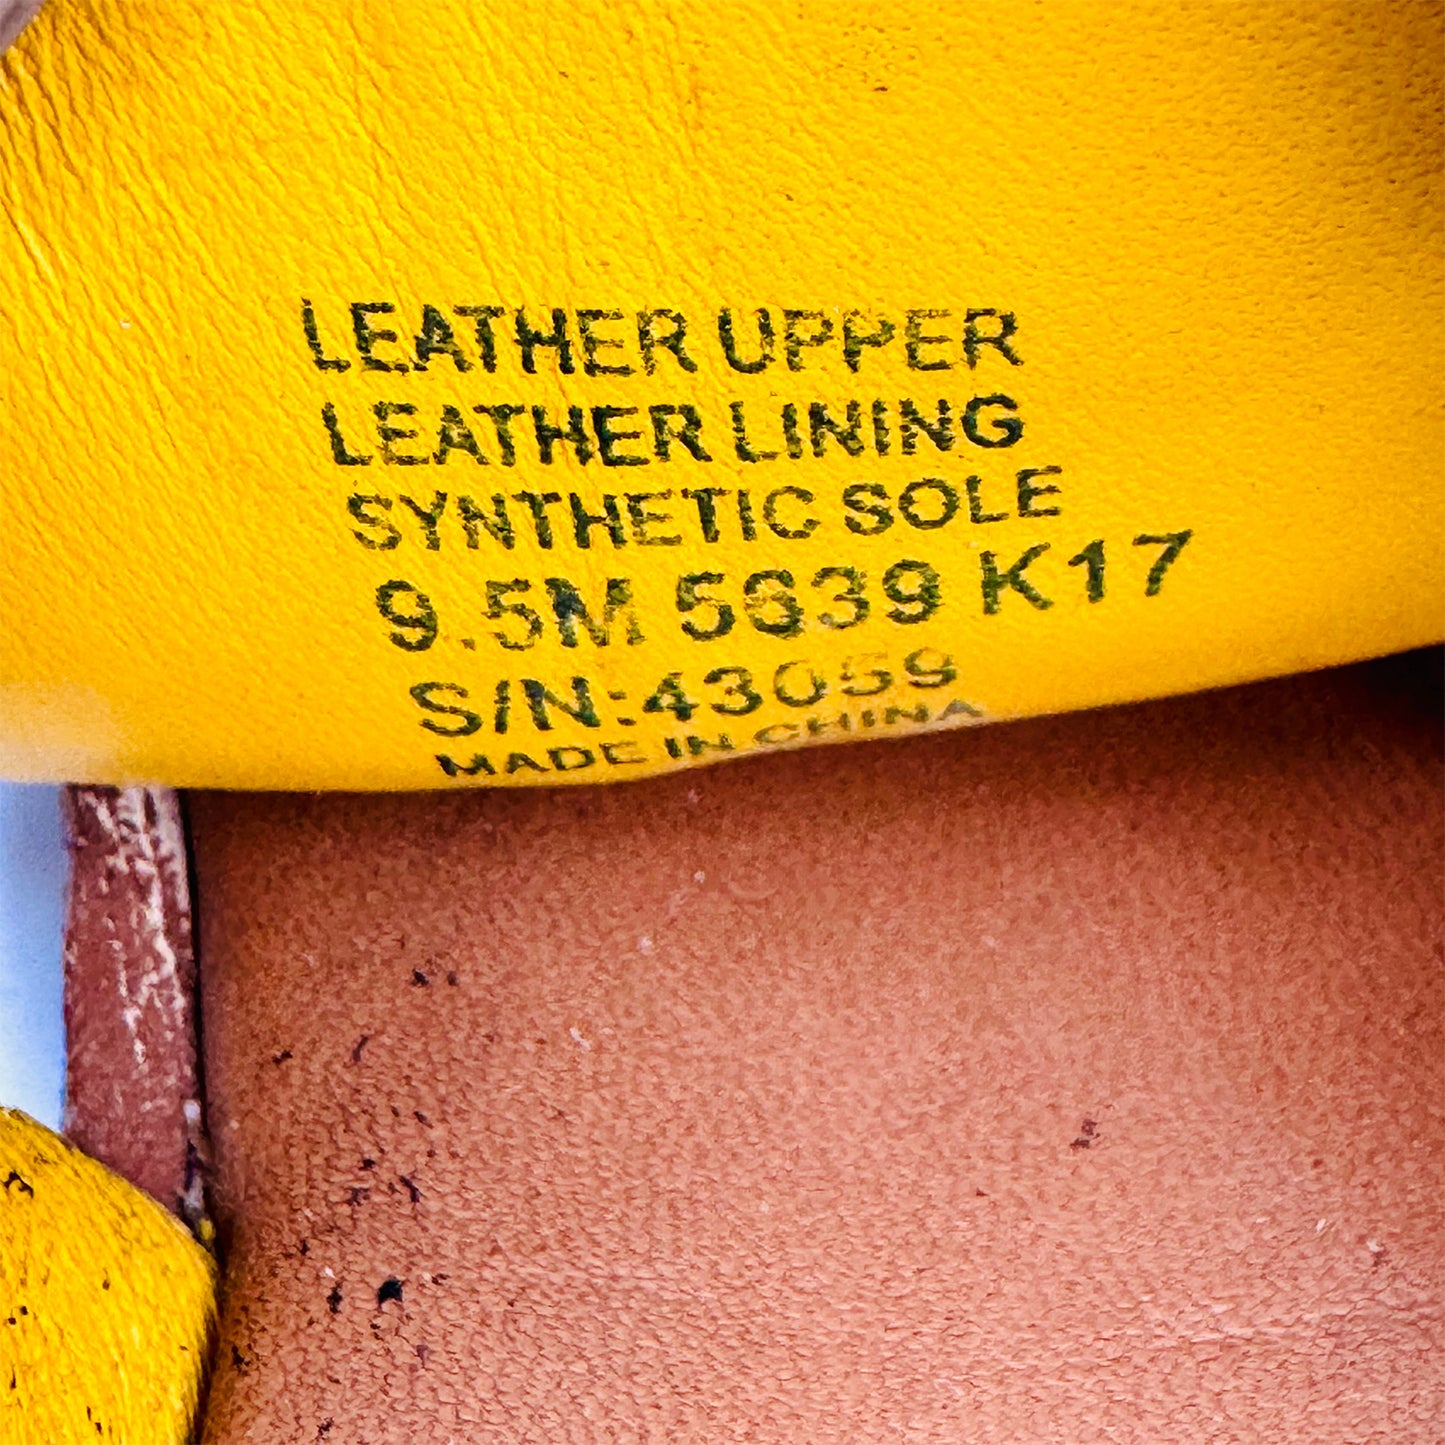 LEATHER UPPER
LEATHER LINING
SYNTHETIC SOLE
9.5M 5639 K17
S/N:43059
MADE IN CHINA